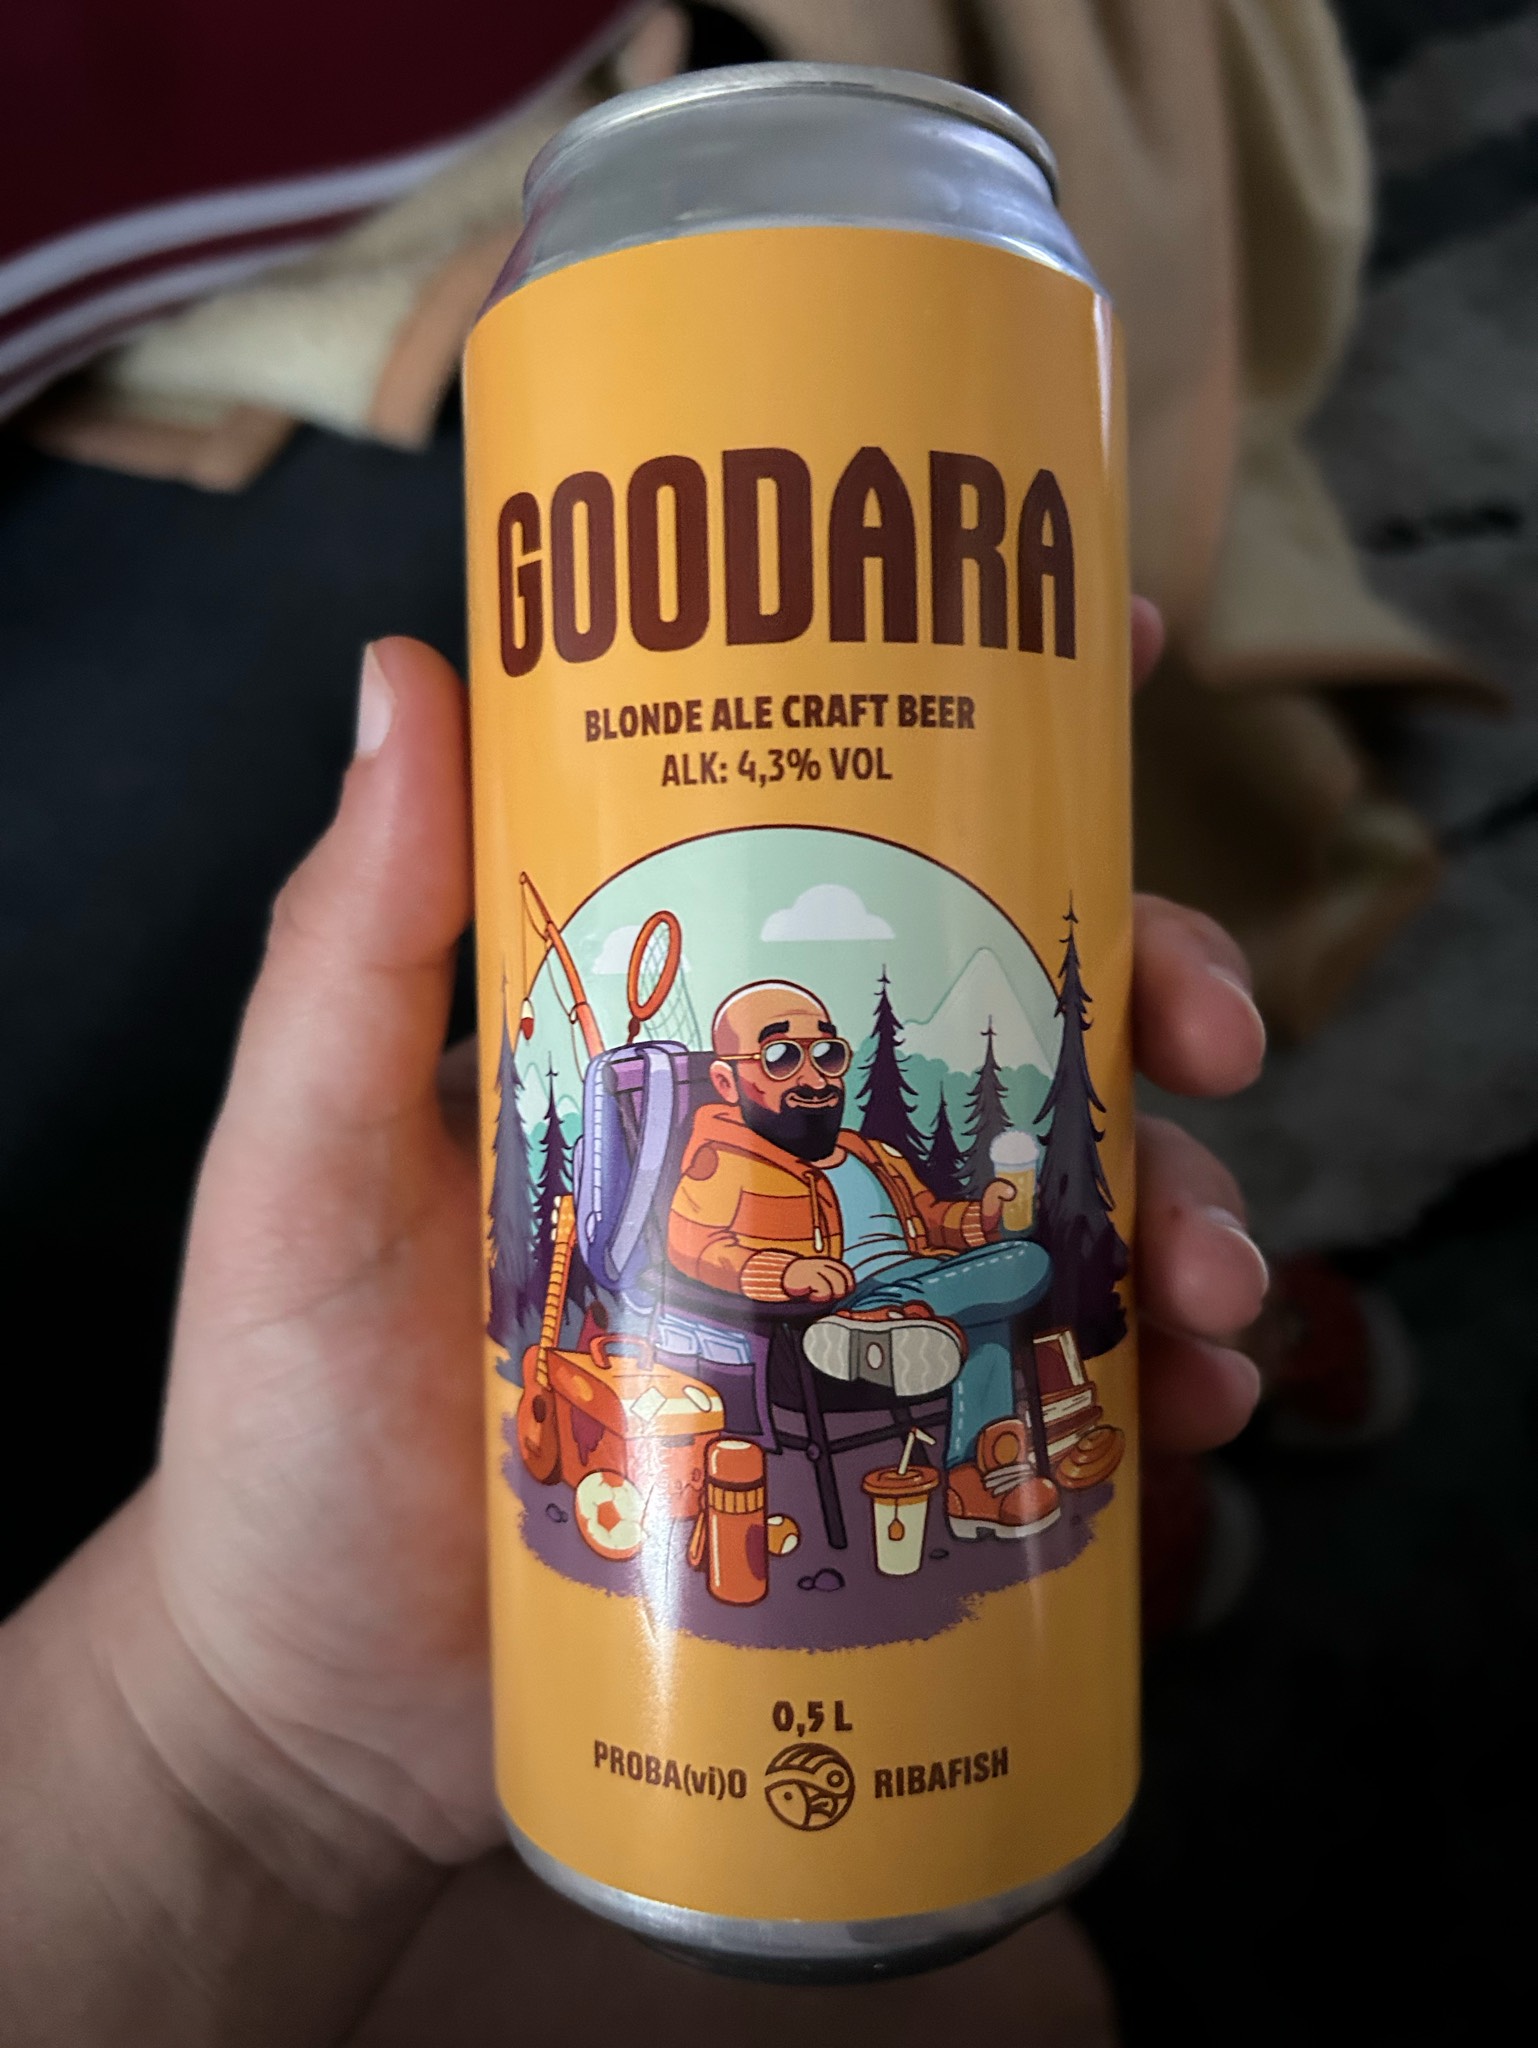 GOODARA
BLONDE ALE CRAFT BEER
ALK: 4,3% VOL
0,5 L
PROBA(vi)O RIBAFISH